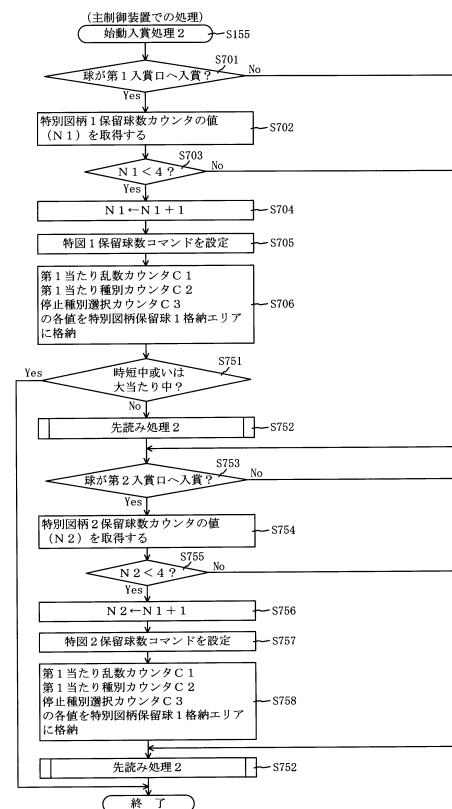 (主制御装置での処理)
始動入賞処理2
S155
S701
球が第1入賞口へ入賞?
No
Yes
特別図柄1保留球数カウンタの値
(N1)を取得する
S702
S703
N1<4?
No
Yes
N1←N1+1
S704
特図1保留球数コマンドを設定
S705
第1当たり乱数カウンタC1
第1当たり種別カウンタC2
停止種別選択カウンタC3
の各値を特別図柄保留球1格納エリア
に格納
S706
S751
Yes
時短中或いは
大当たり中?
No
先読み処理2
S752
S753
球が第2入賞口へ入賞?
No
Yes
特別図柄2保留球数カウンタの値
(N2)を取得する
S754
S755
N2<4?
No
Yes
N2←N1+1
S756
特図2保留球数コマンドを設定
S757
第1当たり乱数カウンタC1
第1当たり種別カウンタC2
停止種別選択カウンタC3
の各値を特別図柄保留球1格納エリア
に格納
S758
先読み処理2
S752
終了